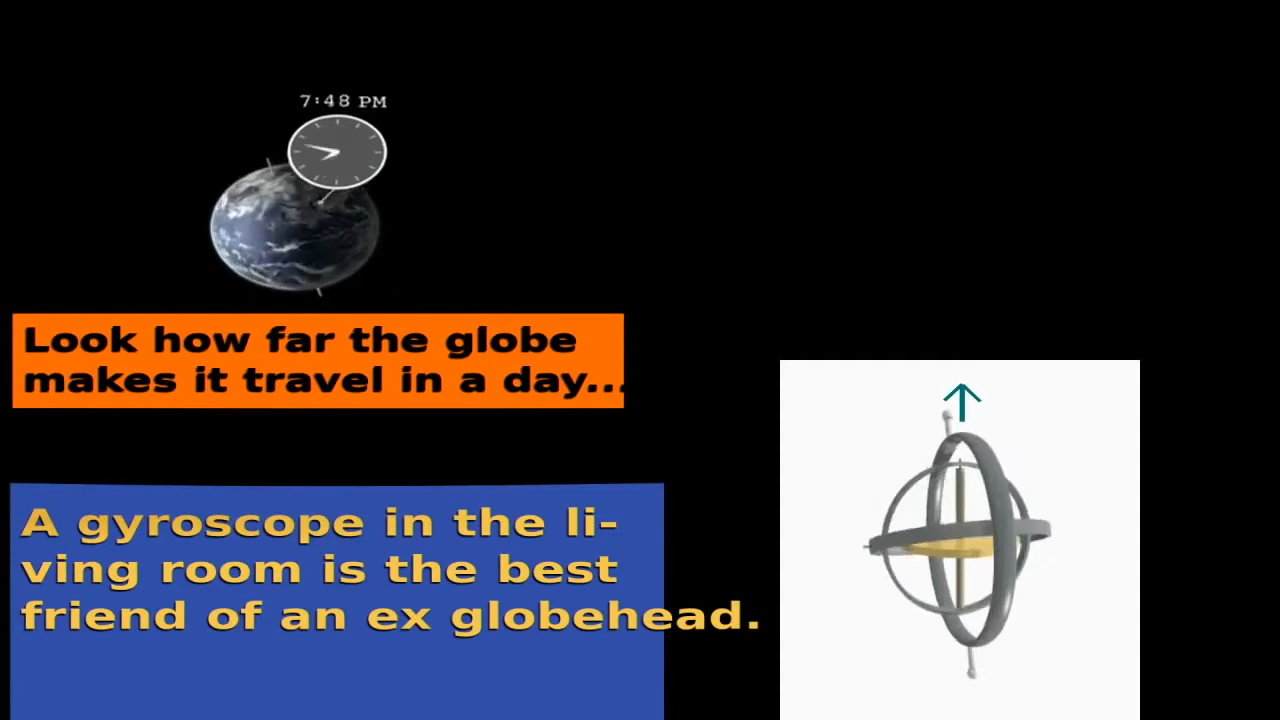 7:48 PM
Look how far the globe
makes it travel in a day...
A gyroscope in the li-
ving room is the best
friend of an ex globehead.